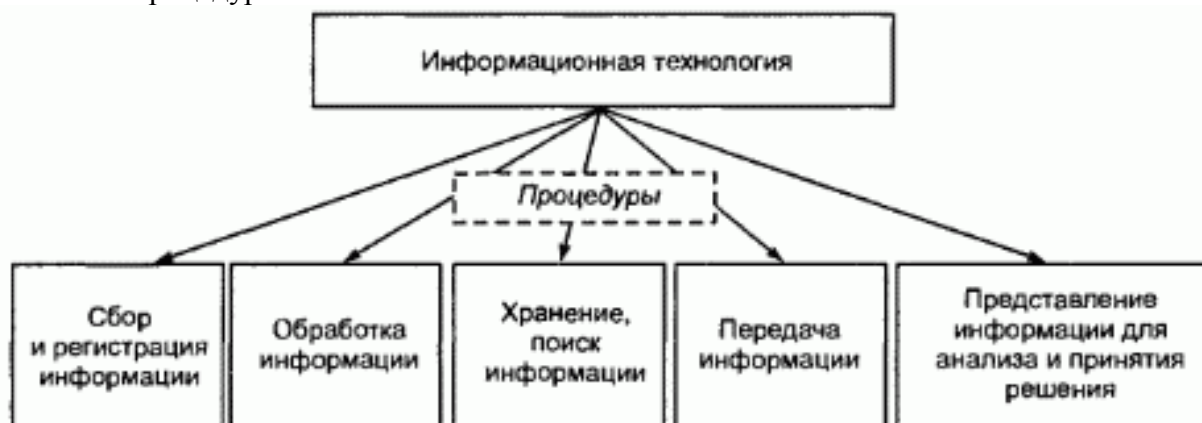 Информационная технология
Процедуры
Сбор
и регистрация
информации
Обработка
информации
Хранение,
поиск
информации
Передача
информации
Представление
информации для
анализа и принятия
решения